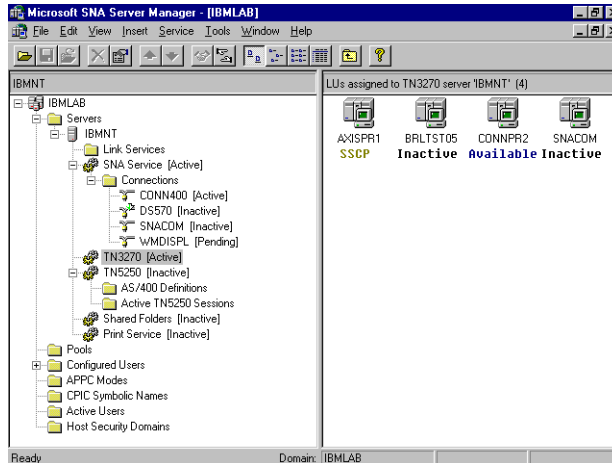 Microsoft SNA Server Manager - [IBMLAB]
File Edit View Insert Service Tools Window Help
IBMNT
LUs assigned to TN3270 server 'IBMNT' (4)
IBMLAB
Servers
IBMNT
Link Services
SNA Service [Active]
Connections
CONN400 [Active]
DS570 [Inactive]
SNACOM [Inactive]
WMDISPL [Pending]
TN3270 [Active]
TN5250 [Inactive]
AS/400 Definitions
Active TN5250 Sessions
Shared Folders [Inactive]
Print Service [Inactive]
Pools
Configured Users
APPC Modes
CPIC Symbolic Names
Active Users
Host Security Domains
AXISPR1 BRLTST05 CONNPR2 SNACOM
SSCP Inactive Available Inactive
Ready Domain: IBMLAB